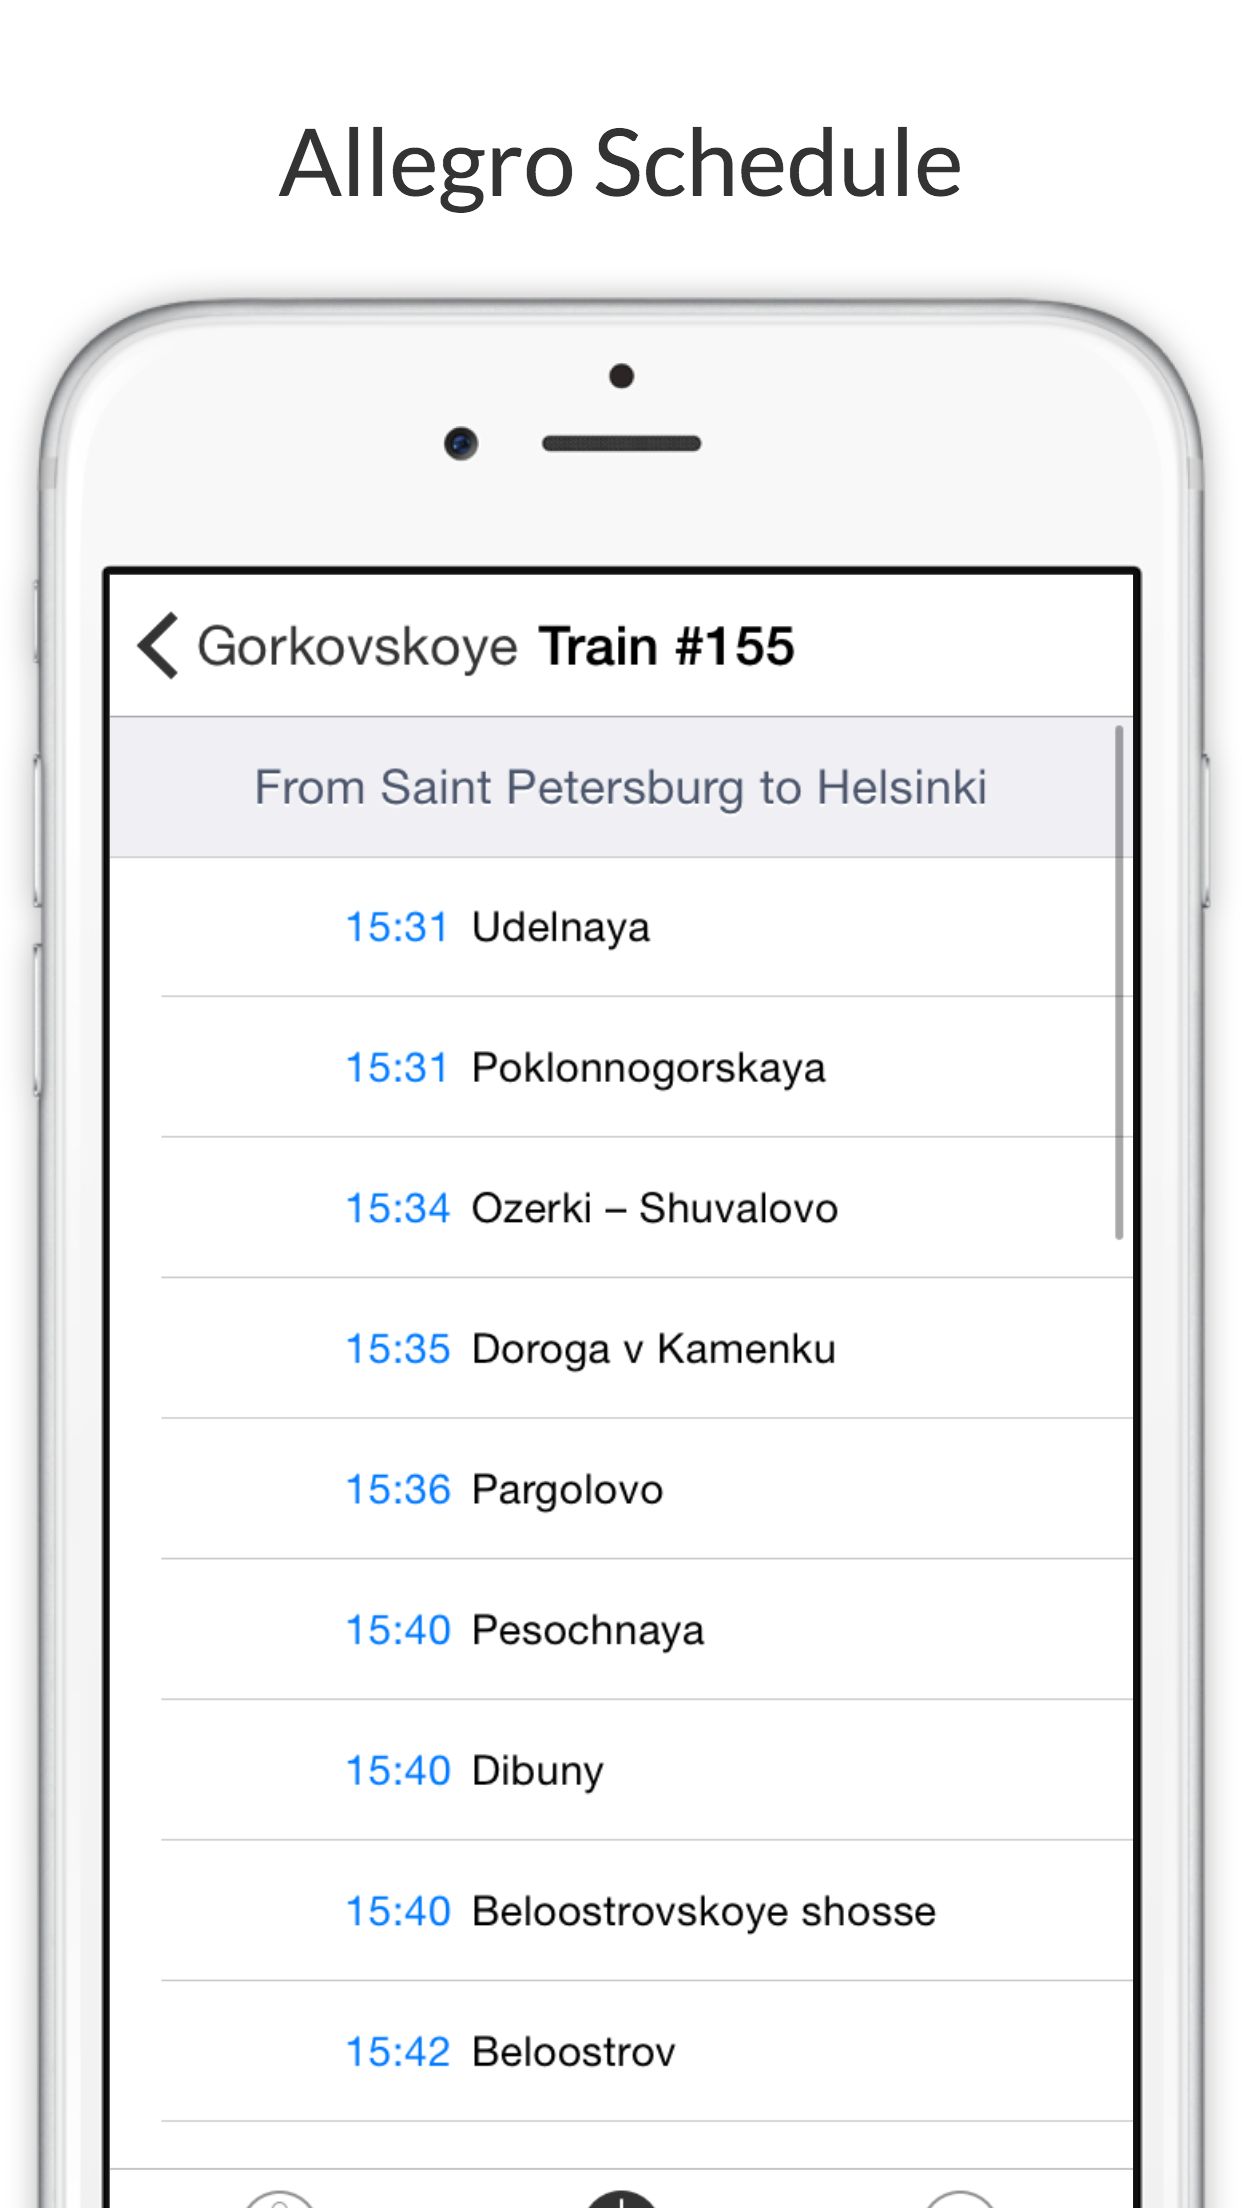 Allegro Schedule
Gorkovskoye Train #155
From Saint Petersburg to Helsinki
15:31 Udelnaya
15:31 Poklonnogorskaya
15:34 Ozerki – Shuvalovo
15:35 Doroga v Kamenku
15:36 Pargolovo
15:40 Pesochnaya
15:40 Dibuny
15:40 Beloostrovskoye shosse
15:42 Beloostrov